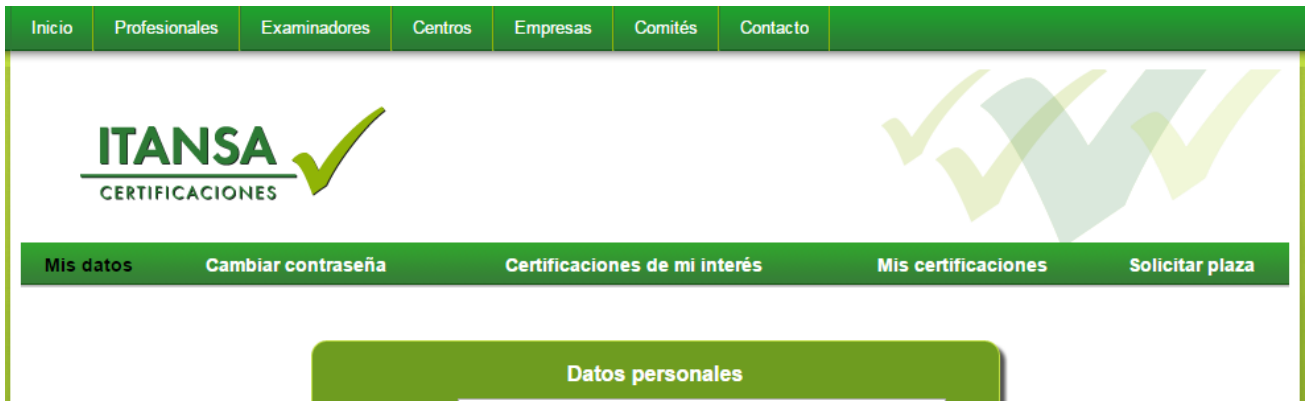 Inicio Profesionales Examinadores Centros Empresas Comités Contacto
ITANSA
CERTIFICACIONES
Mis datos Cambiar contraseña Certificaciones de mi interés Mis certificaciones Solicitar plaza
Datos personales